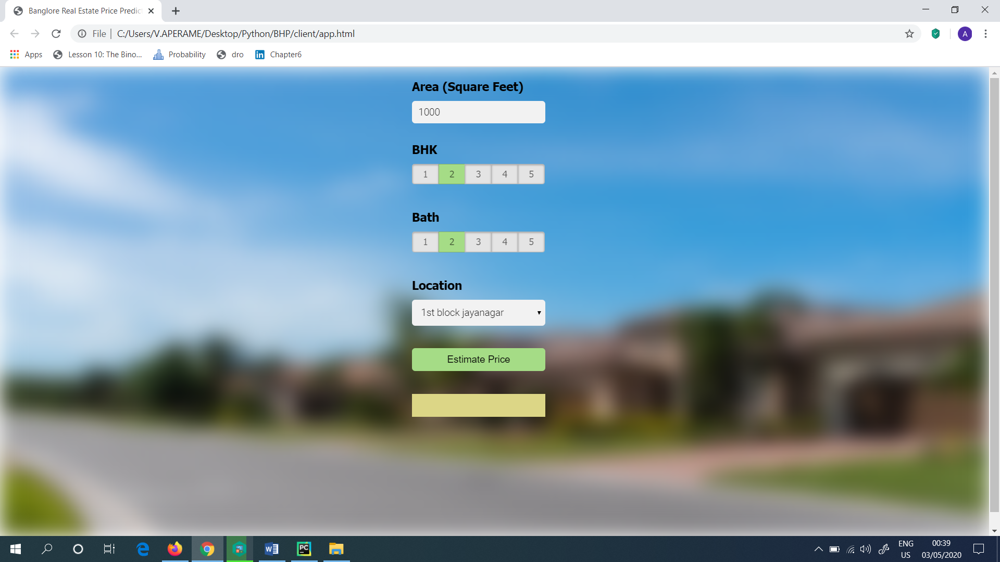 Banglore Real Estate Price Predic
File | C:/Users/V.APERAME/Desktop/Python/BHP/client/app.html
A
Apps Lesson 10: The Bino... Probability dro Chapter6
Area (Square Feet)
1000
BHK
1 2 3 4 5
Bath
1 2 3 4 5
Location
1st block jayanagar
Estimate Price
ENG 00:39
US 03/05/2020